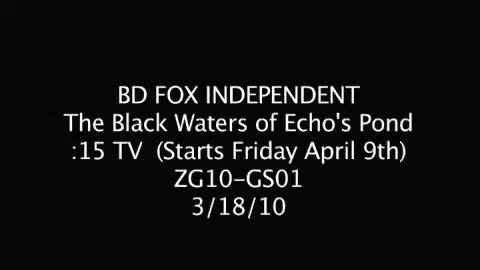 BD FOX INDEPENDENT
The Black Waters of Echo's Pond
:15 TV (Starts Friday April 9th)
ZG10-GS01
3/18/10